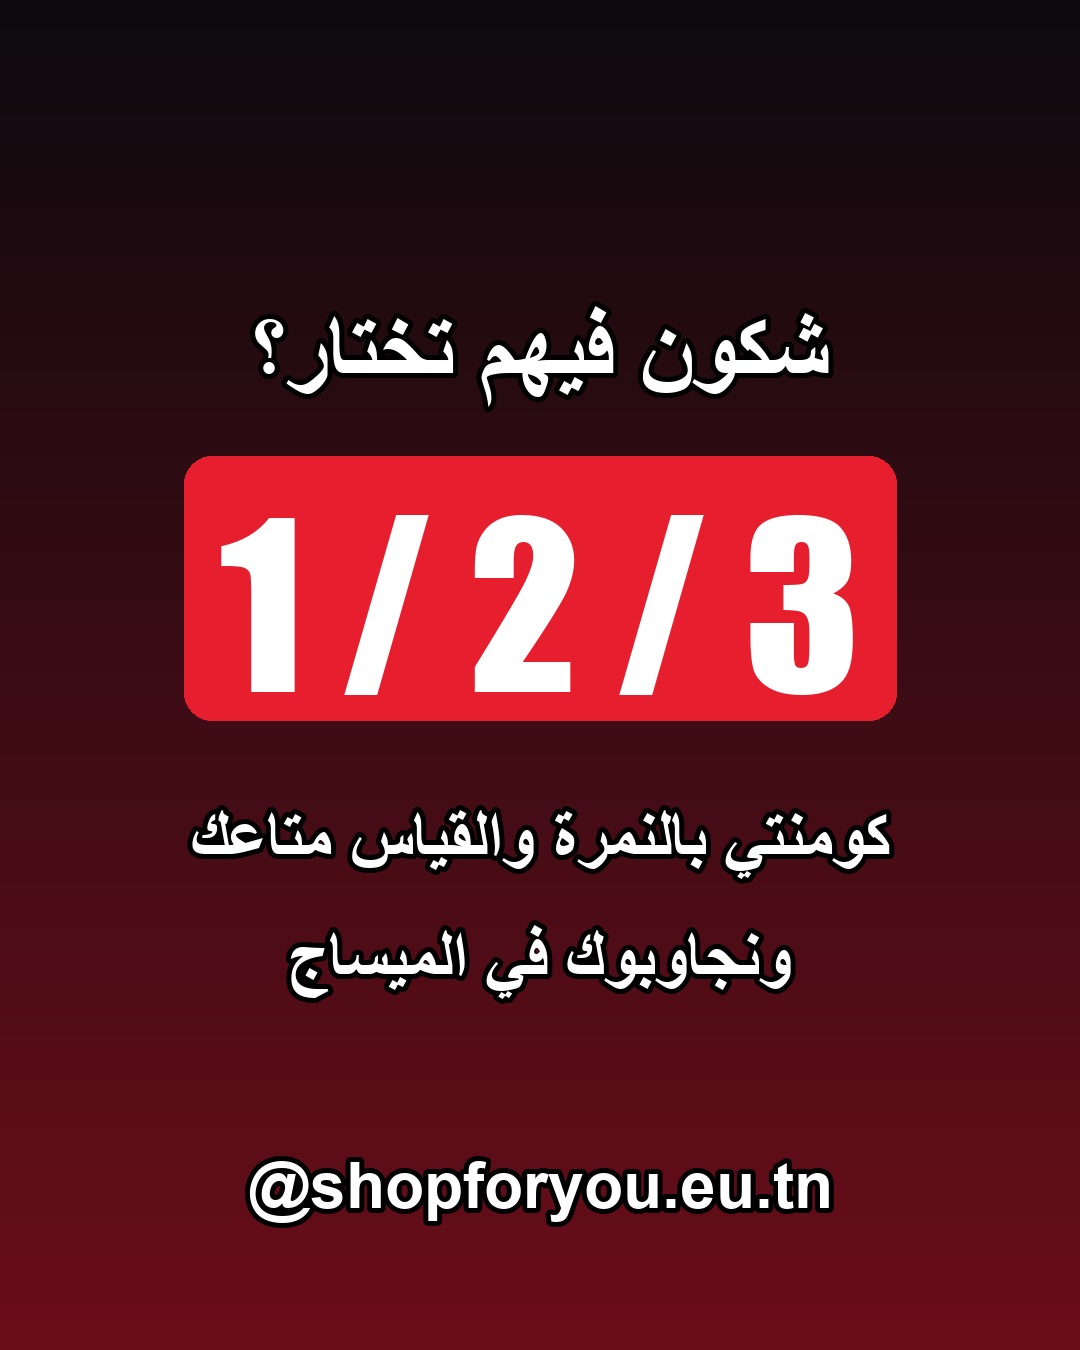 شكون فيهم تختار؟
1 / 2 / 3
كومنتي بالنمرة والقياس متاعك
ونجاوبوك في الميساج
@shopforyou.eu.tn